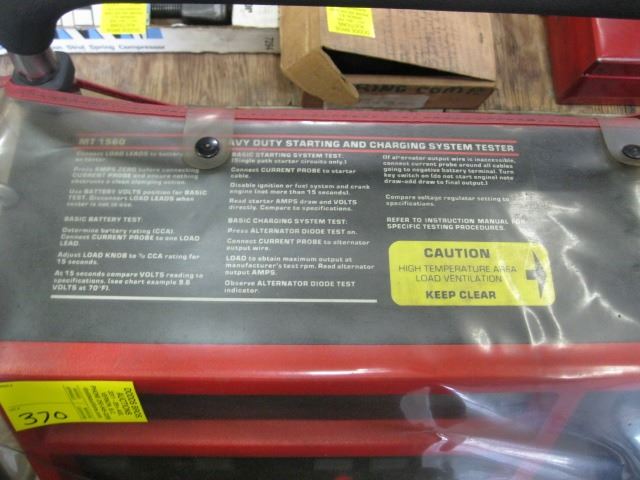 Strut Spring Compressor
RING COMPR
MT 1560
AVY DUTY STARTING AND CHARGING SYSTEM TESTER
Connect LOAD LEADS to battery
or tester.
Press AMPS ZERO before connecting
CURRENT PROBE and ensure nothing
obstructs a clean clamping action.
Use BATTERY VOLTS position for BASIC
TEST. Disconnect LOAD LEADS when
tester is not in use.
BASIC BATTERY TEST:
Determine battery rating (CCA).
Connect CURRENT PROBE to one LOAD
LEAD.
Adjust LOAD KNOB to ½ CCA rating for
15 seconds.
At 15 seconds compare VOLTS reading to
specifications. (see chart example 9.6
VOLTS at 70°F).
BASIC STARTING SYSTEM TEST:
(Single path starter circuits only.)
Connect CURRENT PROBE to starter
cable.
Disable ignition or fuel system and crank
engine (not more than 15 seconds).
Read starter AMPS draw and VOLTS
directly. Compare to specifications.
BASIC CHARGING SYSTEM TEST:
Press ALTERNATOR DIODE TEST on.
Connect CURRENT PROBE to alternator
output wire.
LOAD to obtain maximum output at
manufacturer's test rpm. Read alternator
output AMPS.
Observe ALTERNATOR DIODE TEST
indicator.
If alternator output wire is inaccessible,
connect current probe around all cables
going to negative battery terminal. Turn
key switch on (do not start engine) note
draw-add draw to final output.)
Compare voltage regulator setting to
specifications.
REFER TO INSTRUCTION MANUAL FOR
SPECIFIC TESTING PROCEDURES.
CAUTION
HIGH TEMPERATURE AREA
LOAD VENTILATION
KEEP CLEAR
370
DODDS BROS